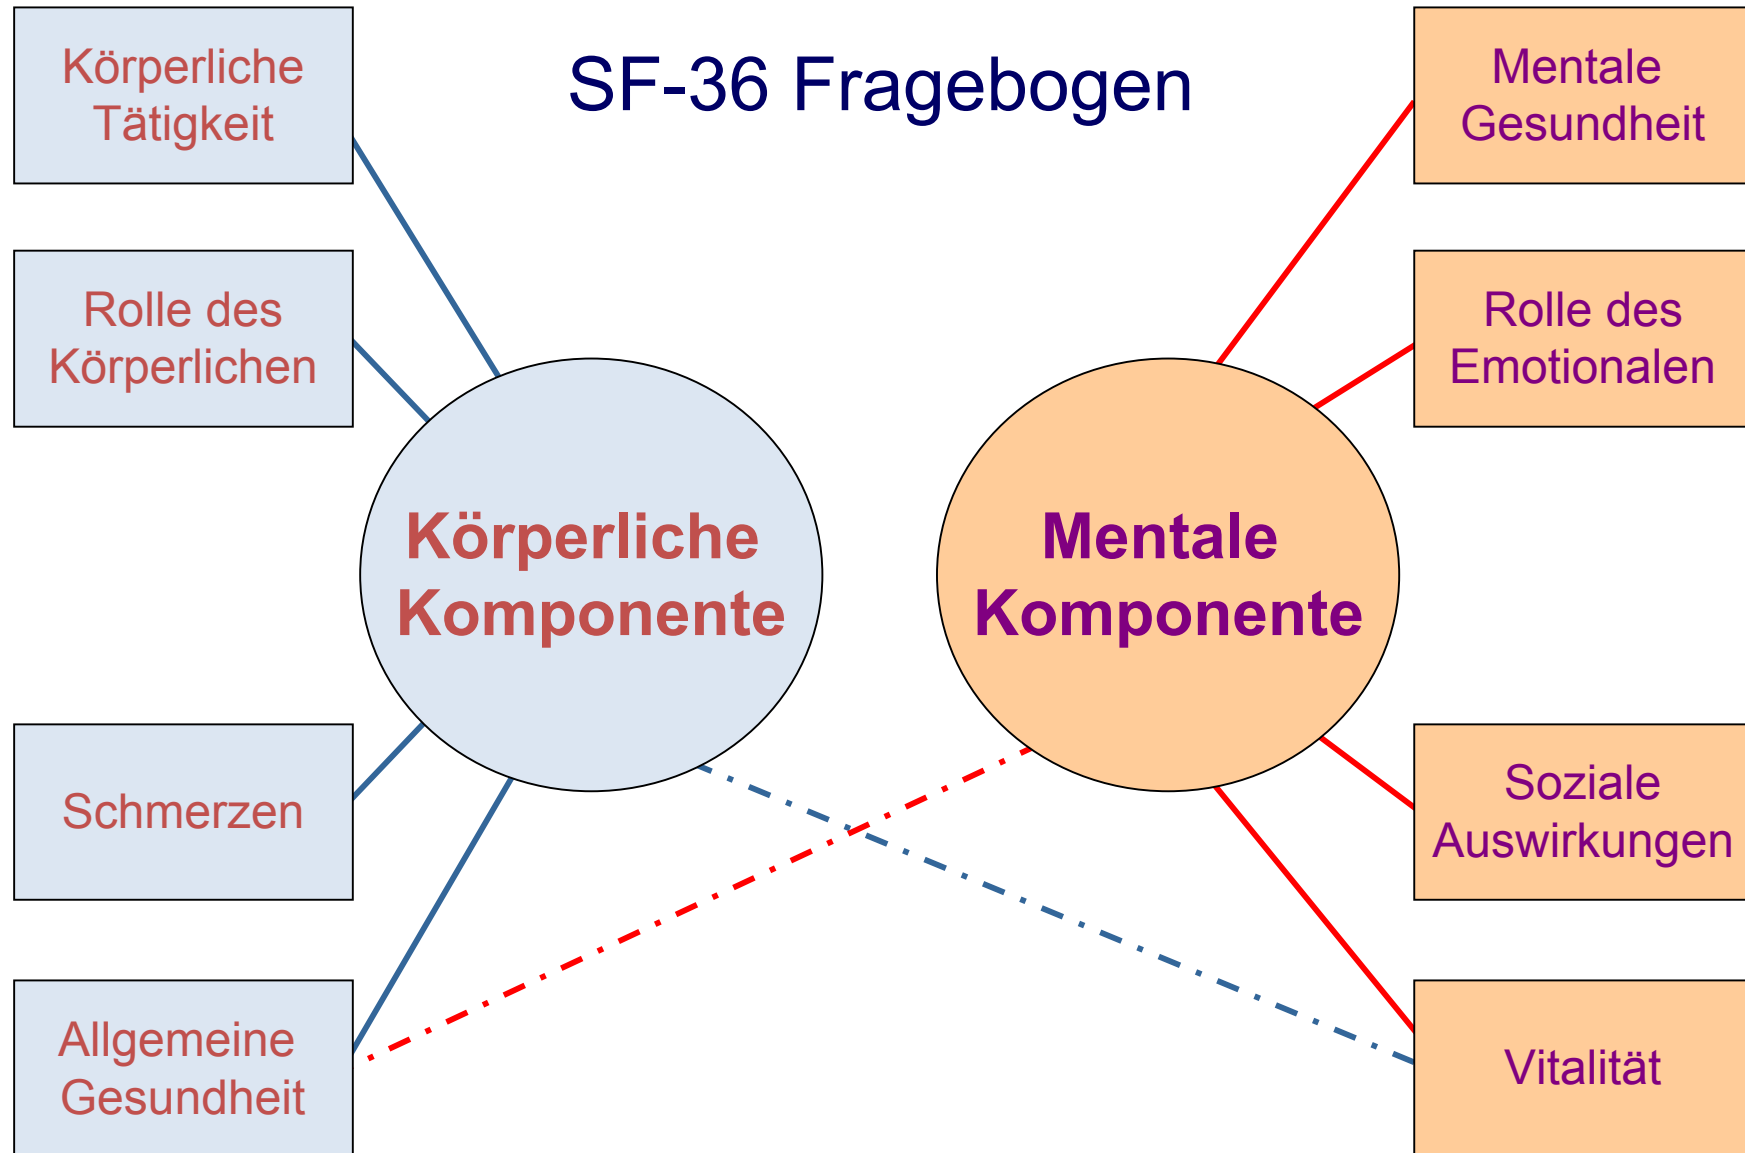 SF-36 Fragebogen
Körperliche
Tätigkeit
Rolle des
Körperlichen
Schmerzen
Allgemeine
Gesundheit
Körperliche
Komponente
Mentale
Komponente
Mentale
Gesundheit
Rolle des
Emotionalen
Soziale
Auswirkungen
Vitalität